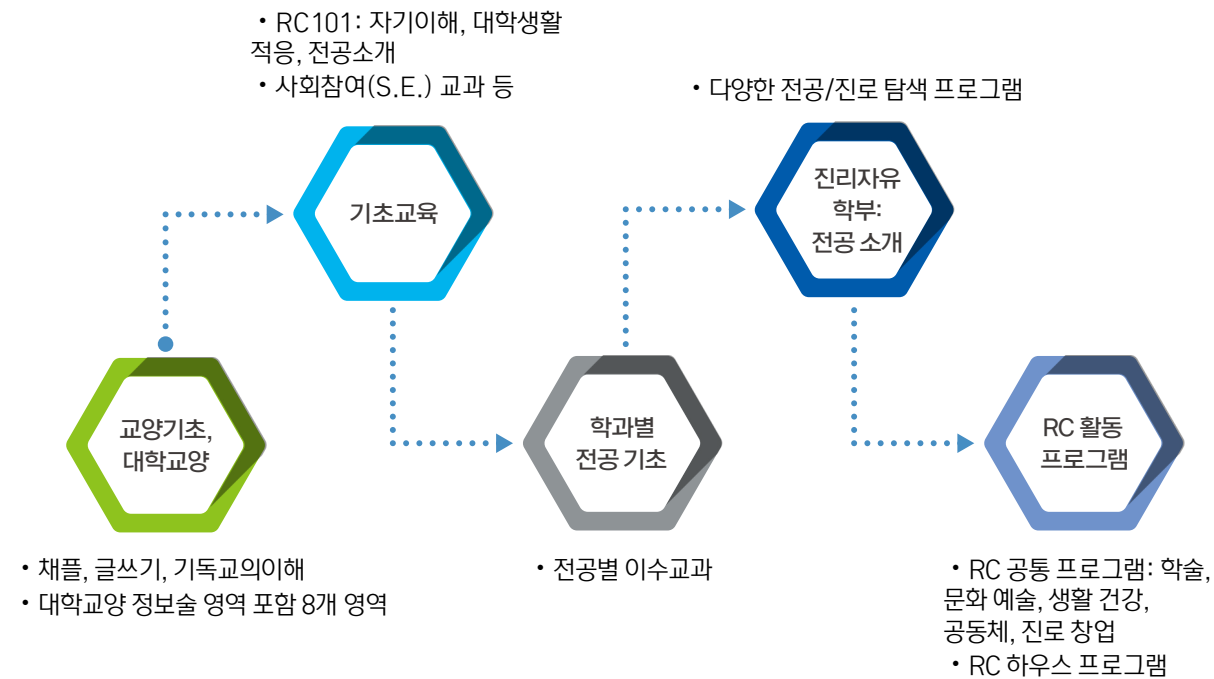 • RC101: 자기이해, 대학생활
적응, 전공소개
• 사회참여(S.E.) 교과 등
• 다양한 전공/진로 탐색 프로그램
기초교육
진리자유
학부:
전공 소개
교양기초,
대학교양
학과별
전공 기초
RC 활동
프로그램
• 채플, 글쓰기, 기독교의이해
• 대학교양 정보술 영역 포함 8개 영역
• 전공별 이수교과
• RC 공통 프로그램: 학술,
문화 예술, 생활 건강,
공동체, 진로 창업
• RC 하우스 프로그램